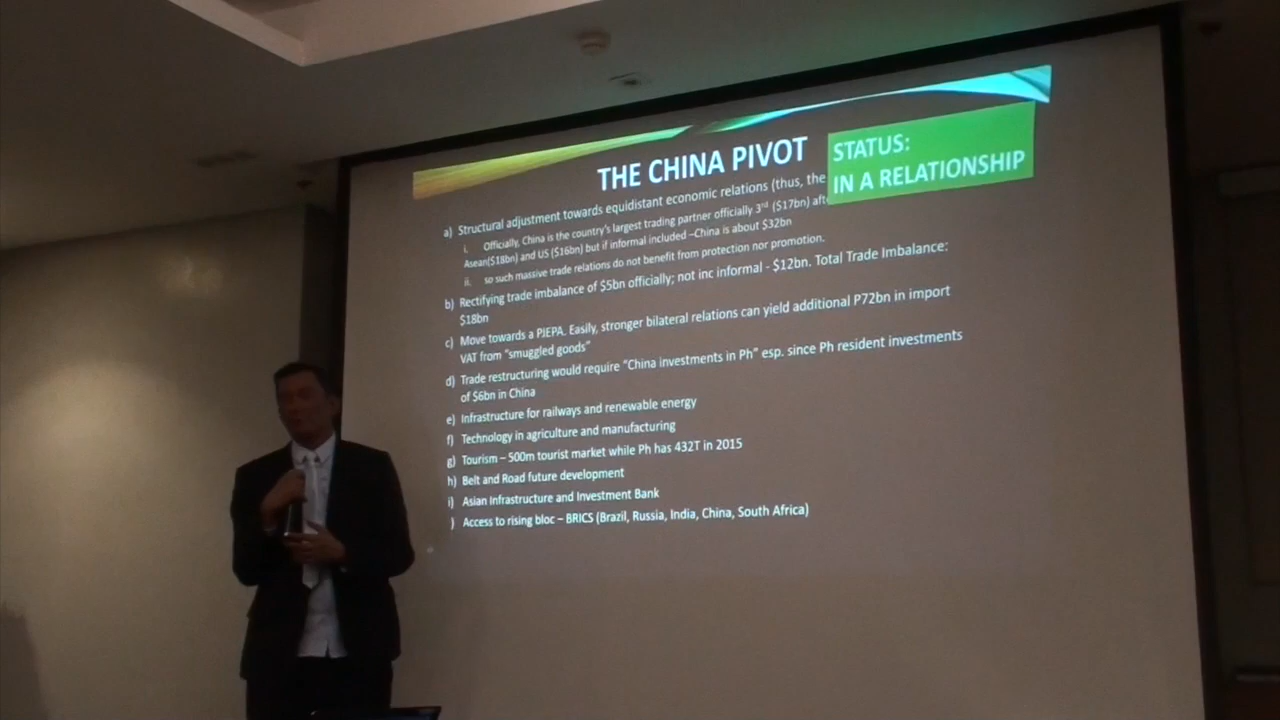 THE CHINA PIVOT
STATUS:
IN A RELATIONSHIP
a) Structural adjustment towards equidistant economic relations (thus, the
i. Officially, China is the country's largest trading partner officially 3rd ($17bn) aft
Asean($18bn) and US ($16bn) but if informal included –China is about $32bn
ii. so such massive trade relations do not benefit from protection nor promotion.
b) Rectifying trade imbalance of $5bn officially; not inc informal - $12bn. Total Trade Imbalance:
$18bn
c) Move towards a PJEPA. Easily, stronger bilateral relations can yield additional P72bn in import
VAT from "smuggled goods"
d) Trade restructuring would require "China investments in Ph" esp. since Ph resident investments
of $6bn in China
e) Infrastructure for railways and renewable energy
f) Technology in agriculture and manufacturing
g) Tourism – 500m tourist market while Ph has 432T in 2015
h) Belt and Road future development
i) Asian Infrastructure and Investment Bank
) Access to rising bloc – BRICS (Brazil, Russia, India, China, South Africa)